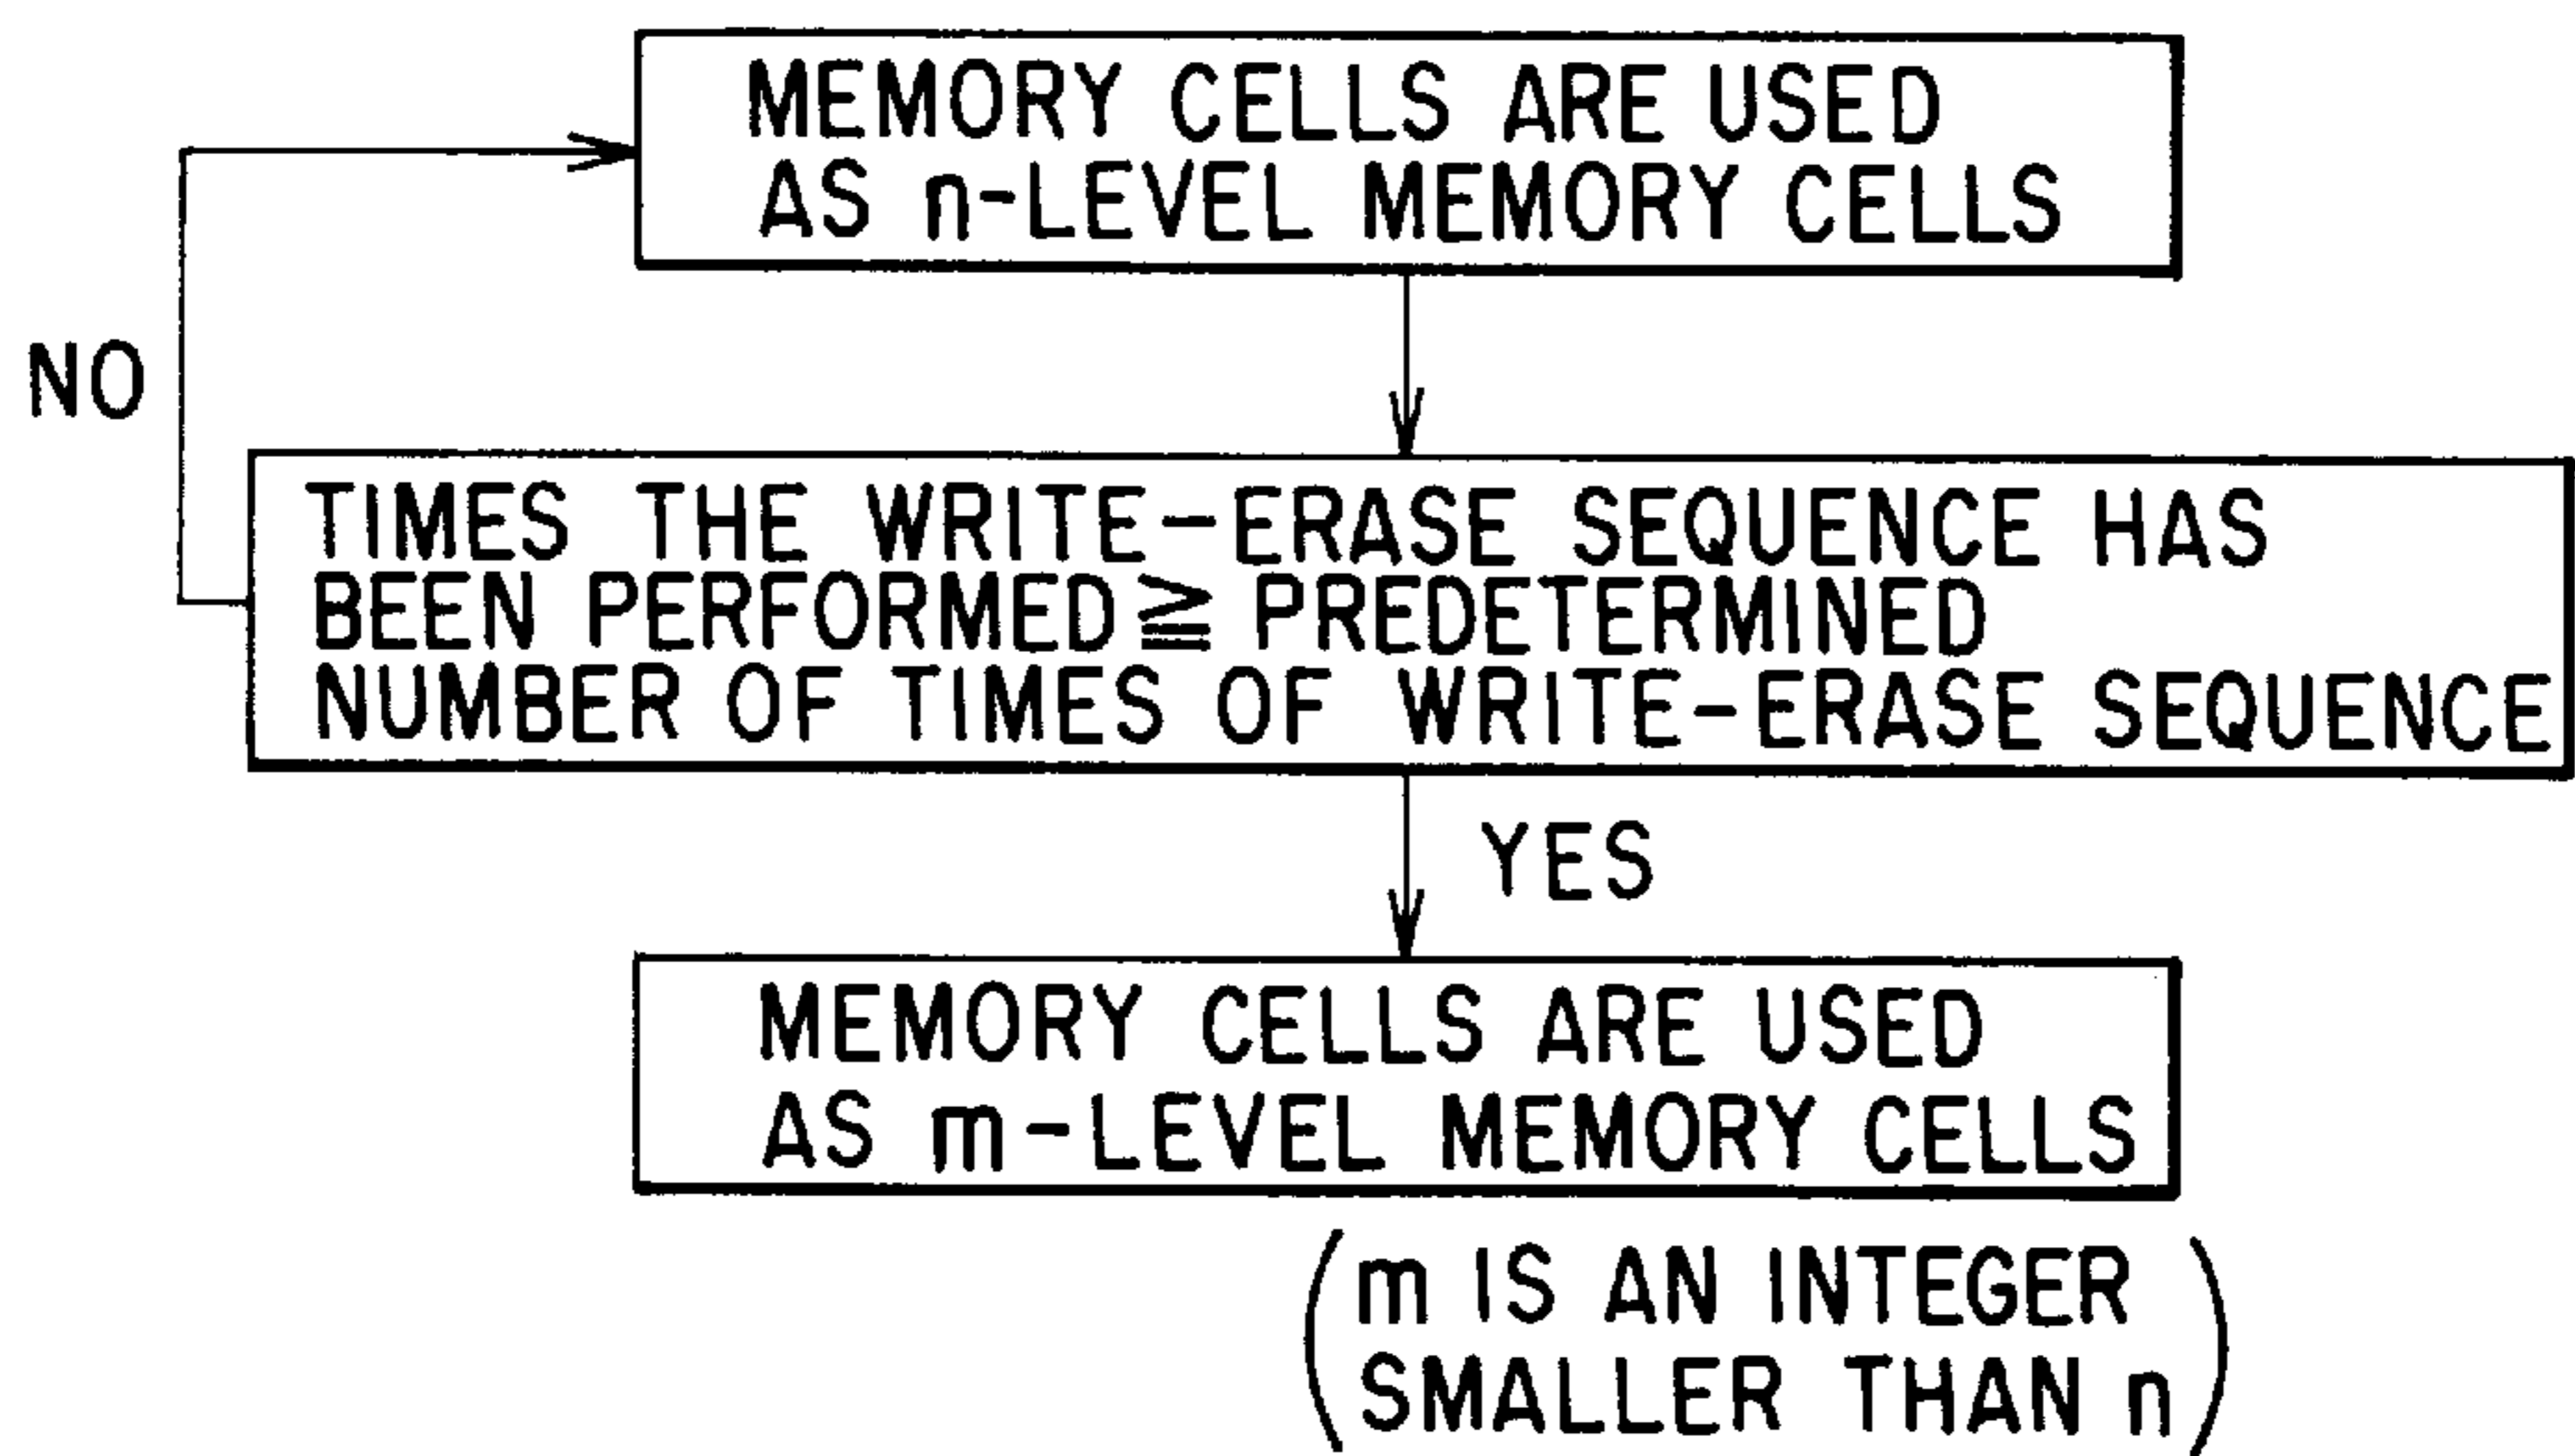 MEMORY CELLS ARE USED
AS n-LEVEL MEMORY CELLS
NO
TIMES THE WRITE-ERASE SEQUENCE HAS
BEEN PERFORMED ≧ PREDETERMINED
NUMBER OF TIMES OF WRITE-ERASE SEQUENCE
YES
MEMORY CELLS ARE USED
AS m-LEVEL MEMORY CELLS
(m IS AN INTEGER
SMALLER THAN n)